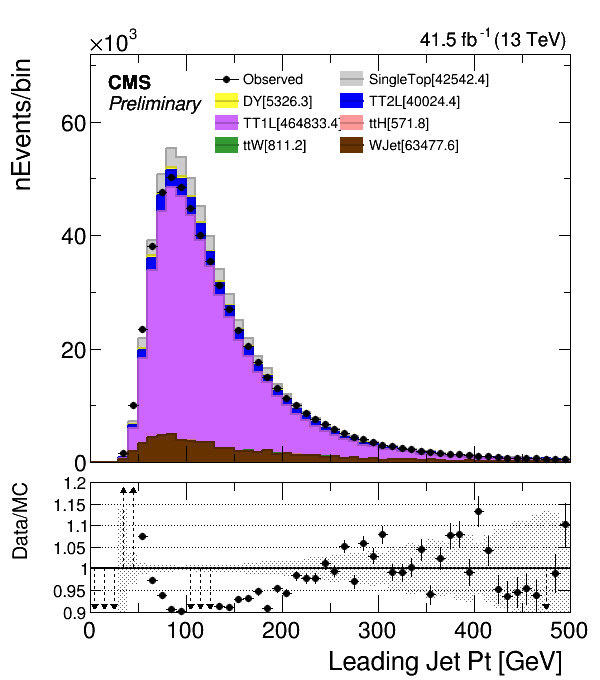 ×10³
41.5 fb⁻¹ (13 TeV)
nEvents/bin
CMS
Preliminary
Observed
SingleTop[42542.4]
DY[5326.3]
TT2L[40024.4]
TT1L[464833.4]
ttH[571.8]
ttW[811.2]
WJet[63477.6]
60
40
20
0
Data/MC
1.2
1.15
1.1
1.05
1
0.95
0.9
0 100 200 300 400 500
Leading Jet Pt [GeV]